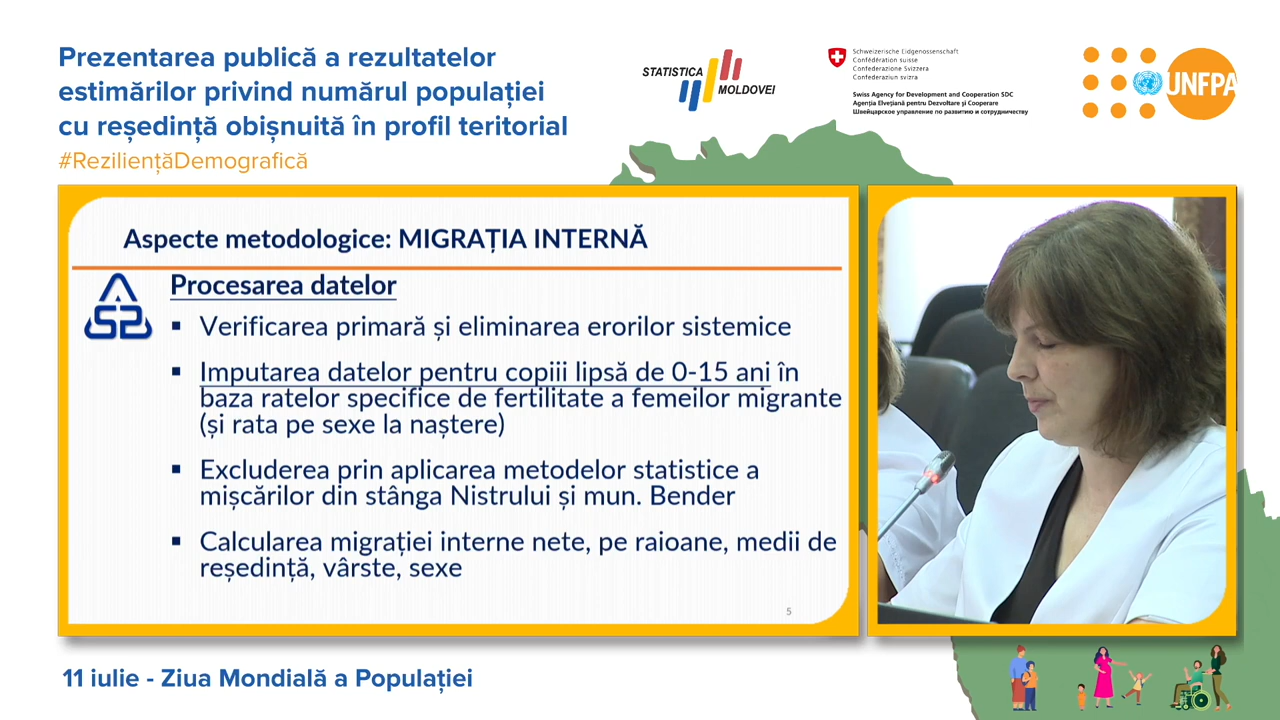 Prezentarea publică a rezultatelor
estimărilor privind numărul populației
cu reședință obișnuită în profil teritorial
#ReziliențăDemografică
STATISTICA
MOLDOVEI
Schweizerische Eidgenossenschaft
Confédération suisse
Confederazione Svizzera
Confederaziun svizra
Swiss Agency for Development and Cooperation SDC
Agenția Elvețiană pentru Dezvoltare și Cooperare
Швейцарское управление по развитию и сотрудничеству
UNFPA
Aspecte metodologice: MIGRAȚIA INTERNĂ
Procesarea datelor
▪ Verificarea primară și eliminarea erorilor sistemice
▪ Imputarea datelor pentru copiii lipsă de 0-15 ani în
baza ratelor specifice de fertilitate a femeilor migrante
(și rata pe sexe la naștere)
▪ Excluderea prin aplicarea metodelor statistice a
mișcărilor din stânga Nistrului și mun. Bender
▪ Calcularea migrației interne nete, pe raioane, medii de
reședință, vârste, sexe
5
11 iulie - Ziua Mondială a Populației